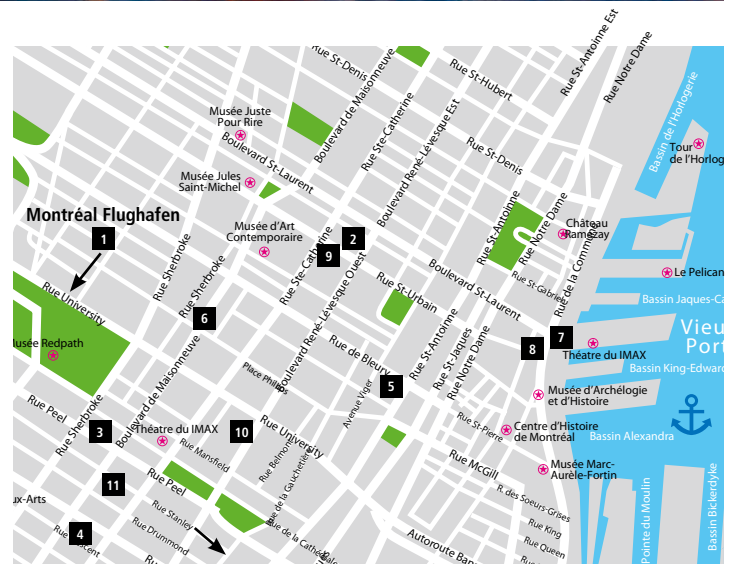 Rue St-Antoine Est
Rue Notre Dame
Rue St-Denis
Boulevard de Maisonneuve
Rue St-Hubert
Bassin de l'Horlogerie
Musée Juste
Pour Rire
Rue Ste-Catherine
Boulevard St-Laurent
Boulevard René-Lévesque Est
Rue St-Denis
Tour
de l'Horlog
Musée Jules
Saint-Michel
Montréal Flughafen
1
Musée d'Art
Contemporaire
Rue St-Antoine
Rue Notre Dame
Château
Ramezay
Rue Sherbroke
Rue Sherbroke
Rue Ste-Catherine
2
9
Rue St-Gabriel
Rue de la Commune
Le Pelican
Rue University
Boulevard René-Lévesque Ouest
Rue St-Urbain
Boulevard St-Laurent
Bassin Jaques-Ca
6
Vieu
Port
7
8
Théatre du IMAX
usée Redpath
Boulevard de Maisonneuve
Place Philips
Rue de Bleury
Rue St-Antoine
Rue St-Jaques
Rue Notre Dame
Bassin King-Edward
5
Avenue Viger
Musée d'Archélogie
et d'Histoire
Rue Peel
Rue Sherbroke
3
Théatre du IMAX
10
Rue Mansfield
Rue University
Rue Belmon
Rue St-Pierre
Centre d'Histoire
de Montréal
Bassin Alexandra
Rue de la Gauchetière
Rue McGill
Musée Marc-
Aurèle-Fortin
Rue Peel
11
ux-Arts
Rue Stanley
R. des Soeurs-Grises
Pointe du Moulin
Bassin Bickerdyke
4
Rue Drummond
Rue de la Cathé
Autoroute
Rue King
Rue Queen